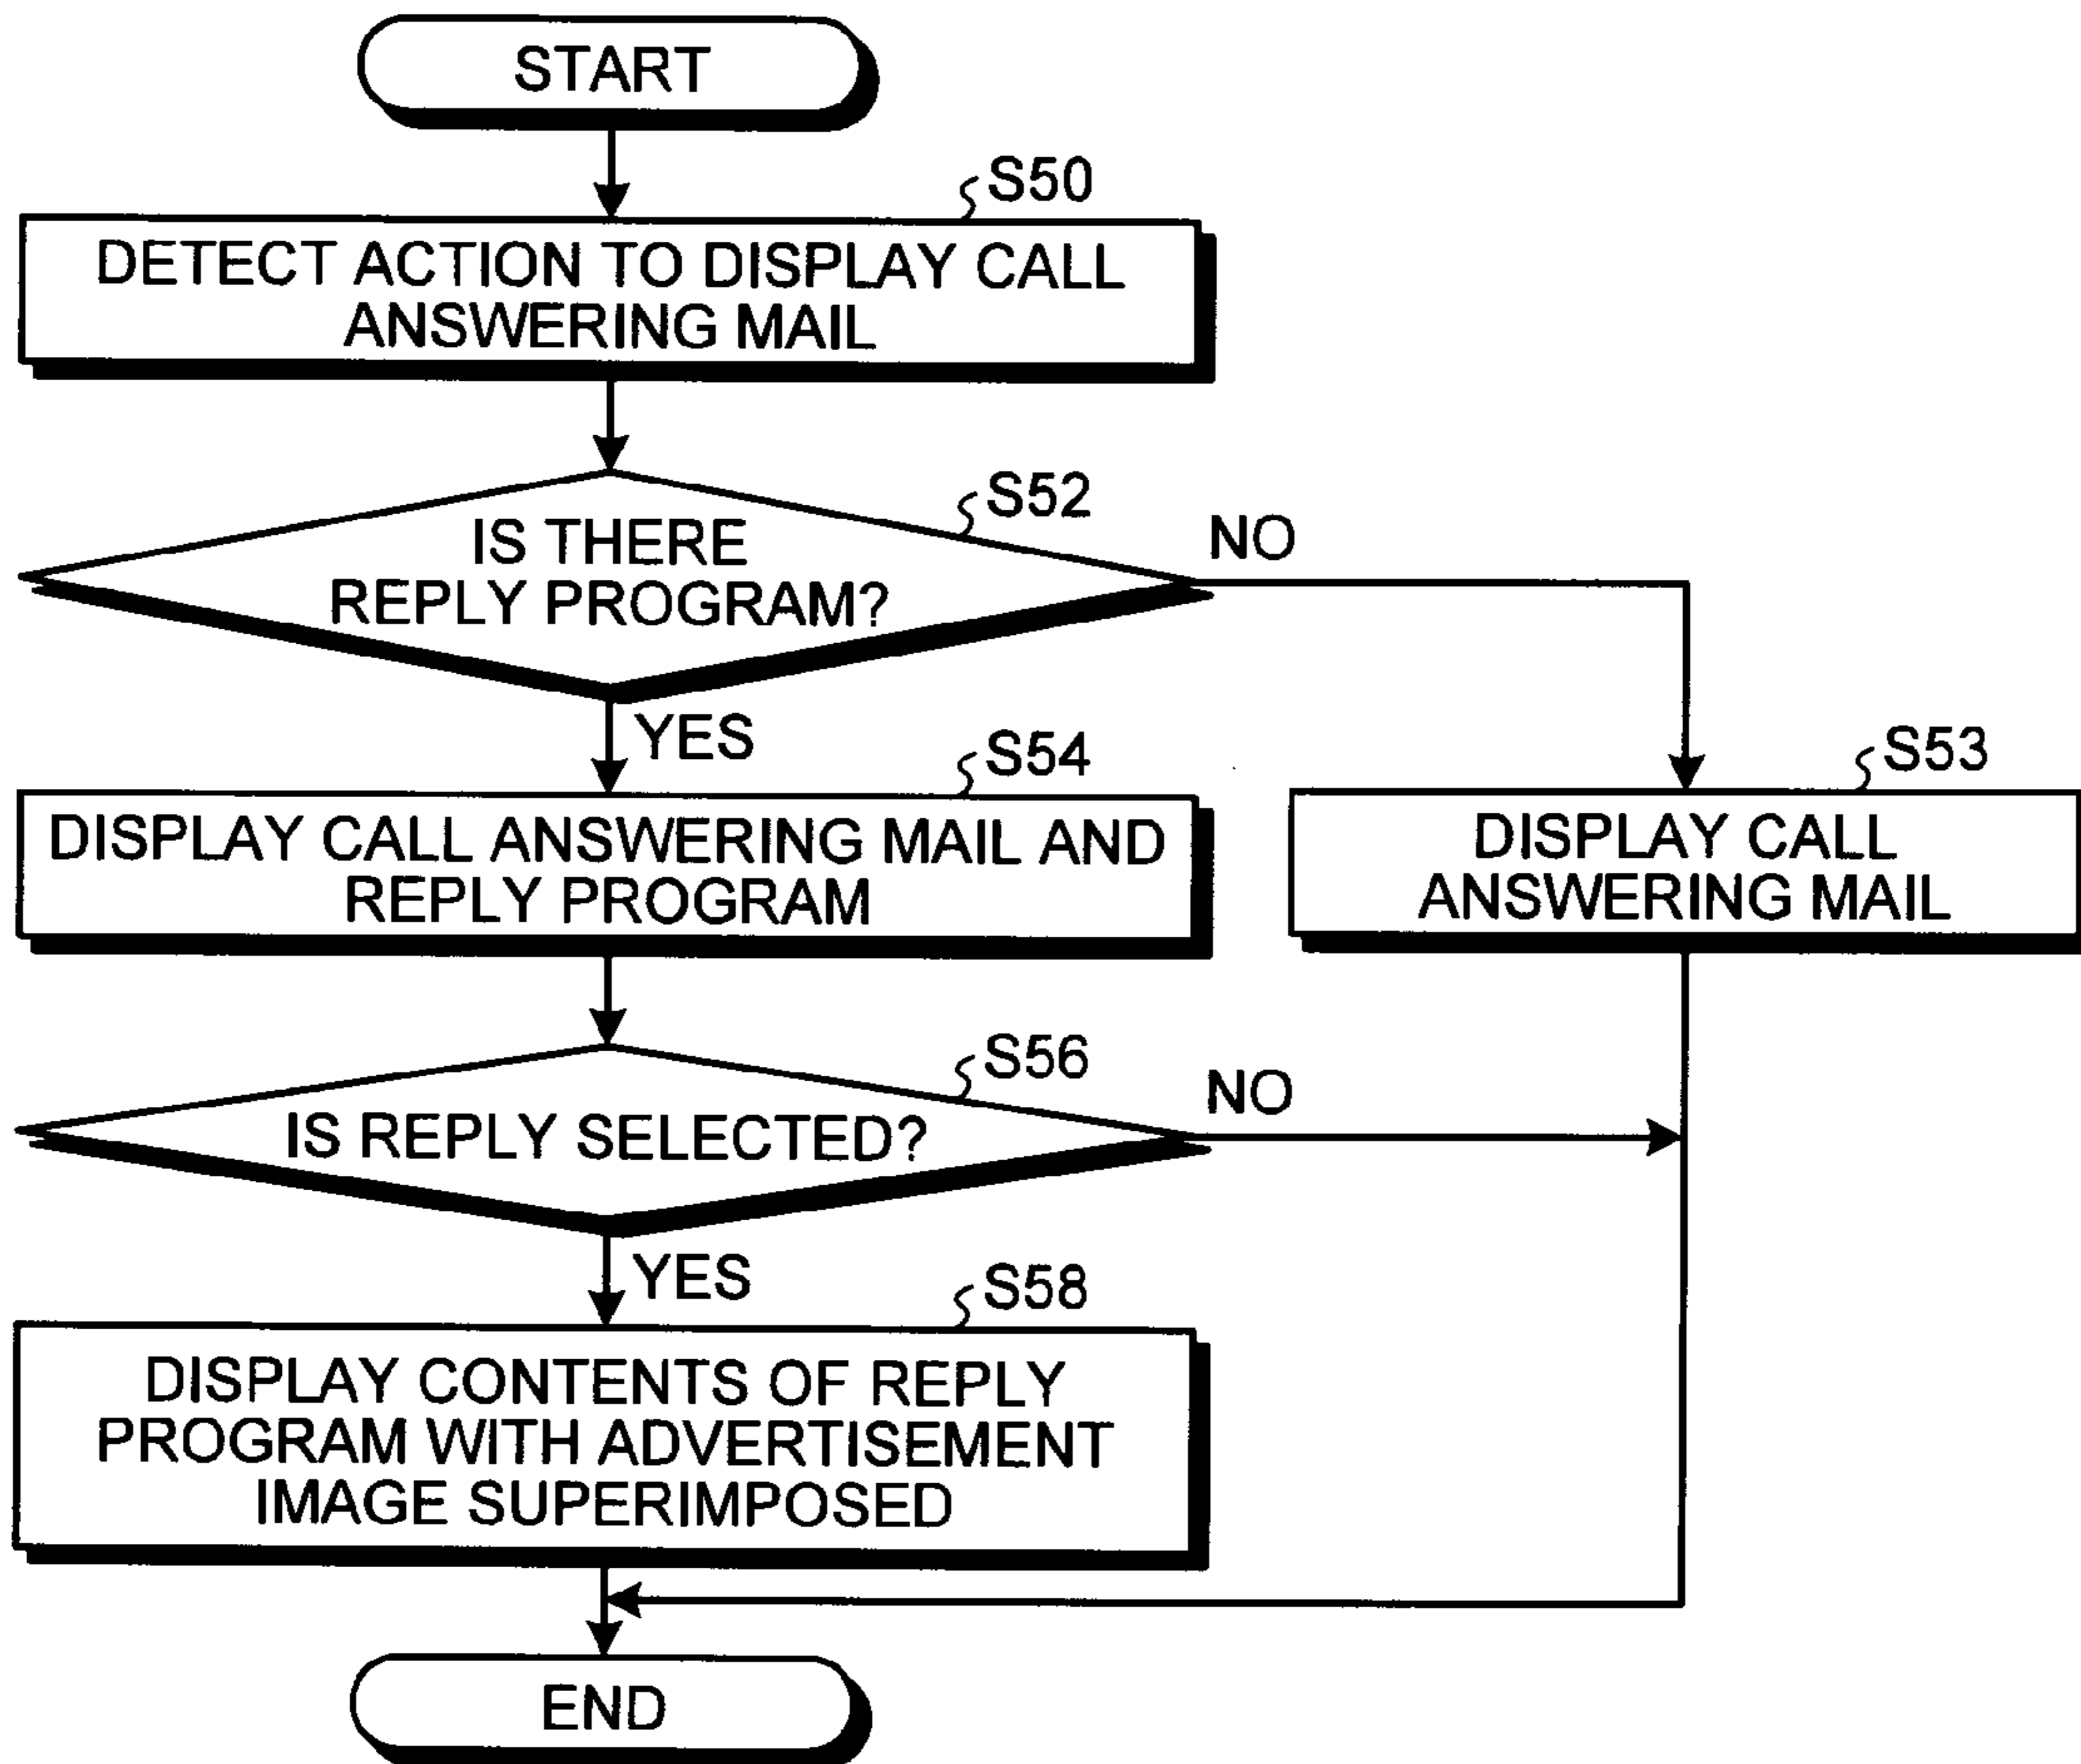 START
S50
DETECT ACTION TO DISPLAY CALL
ANSWERING MAIL
S52
IS THERE
REPLY PROGRAM?
NO
YES
S54
DISPLAY CALL ANSWERING MAIL AND
REPLY PROGRAM
S53
DISPLAY CALL
ANSWERING MAIL
S56
IS REPLY SELECTED?
NO
YES
S58
DISPLAY CONTENTS OF REPLY
PROGRAM WITH ADVERTISEMENT
IMAGE SUPERIMPOSED
END